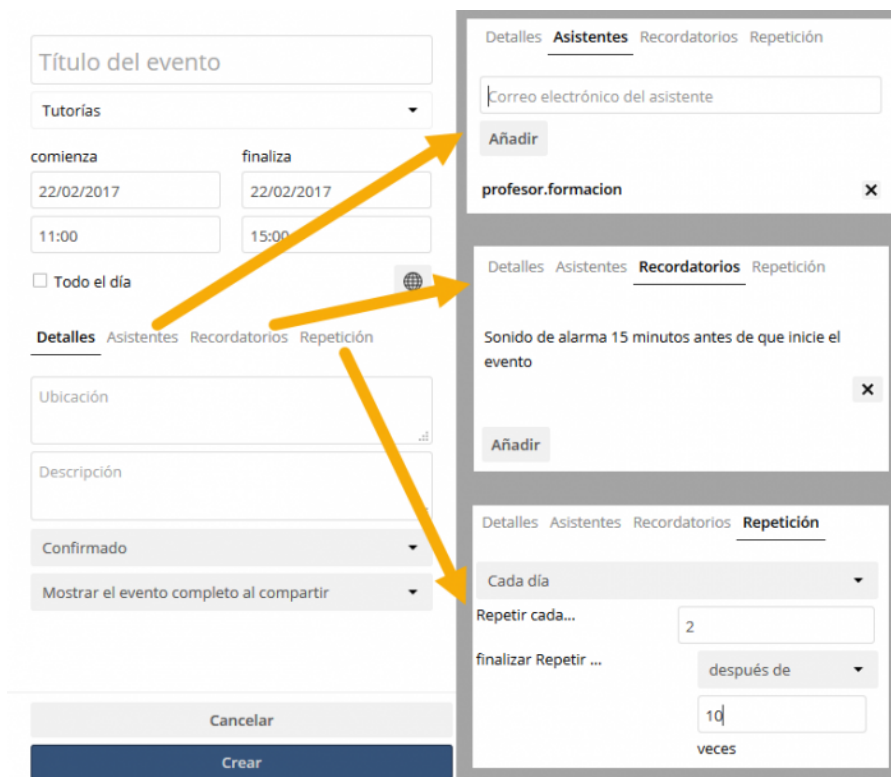 Título del evento
Tutorías
comienza finaliza
22/02/2017 22/02/2017
11:00 15:00
Todo el día
Detalles Asistentes Recordatorios Repetición
Ubicación
Descripción
Confirmado
Mostrar el evento completo al compartir
Cancelar
Crear
Detalles Asistentes Recordatorios Repetición
Correo electrónico del asistente
Añadir
profesor.formacion
Detalles Asistentes Recordatorios Repetición
Sonido de alarma 15 minutos antes de que inicie el
evento
Añadir
Detalles Asistentes Recordatorios Repetición
Cada día
Repetir cada... 2
finalizar Repetir ... después de
10
veces